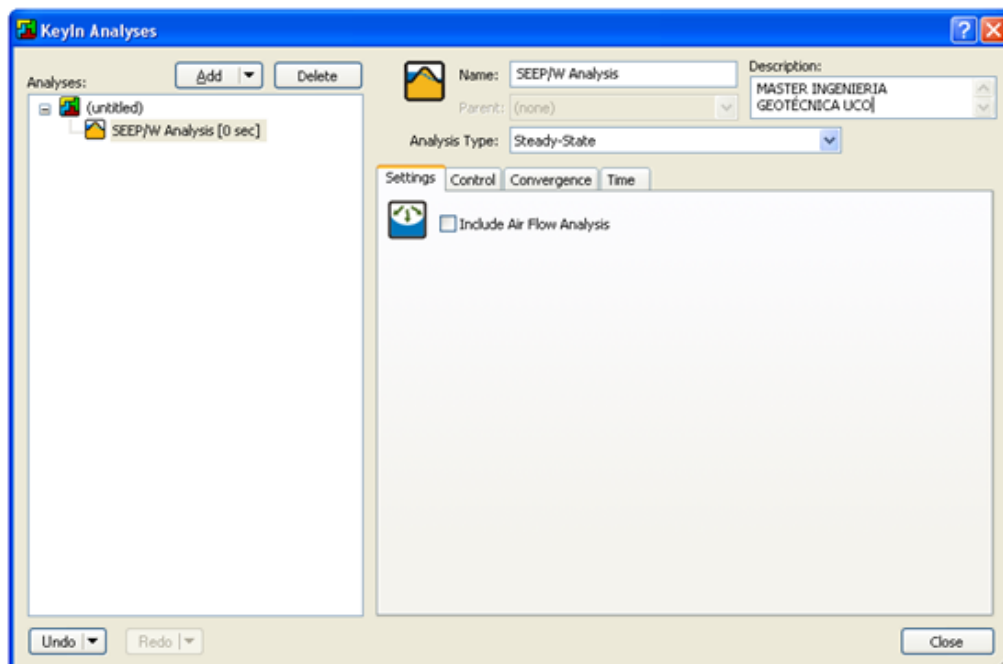 KeyIn Analyses
?
Analyses:
Add
Delete
(untitled)
SEEP/W Analysis [0 sec]
Name: SEEP/W Analysis
Description:
MASTER INGENIERIA
GEOTÉCNICA UCO
Parent: (none)
Analysis Type: Steady-State
Settings Control Convergence Time
Include Air Flow Analysis
Undo
Redo
Close